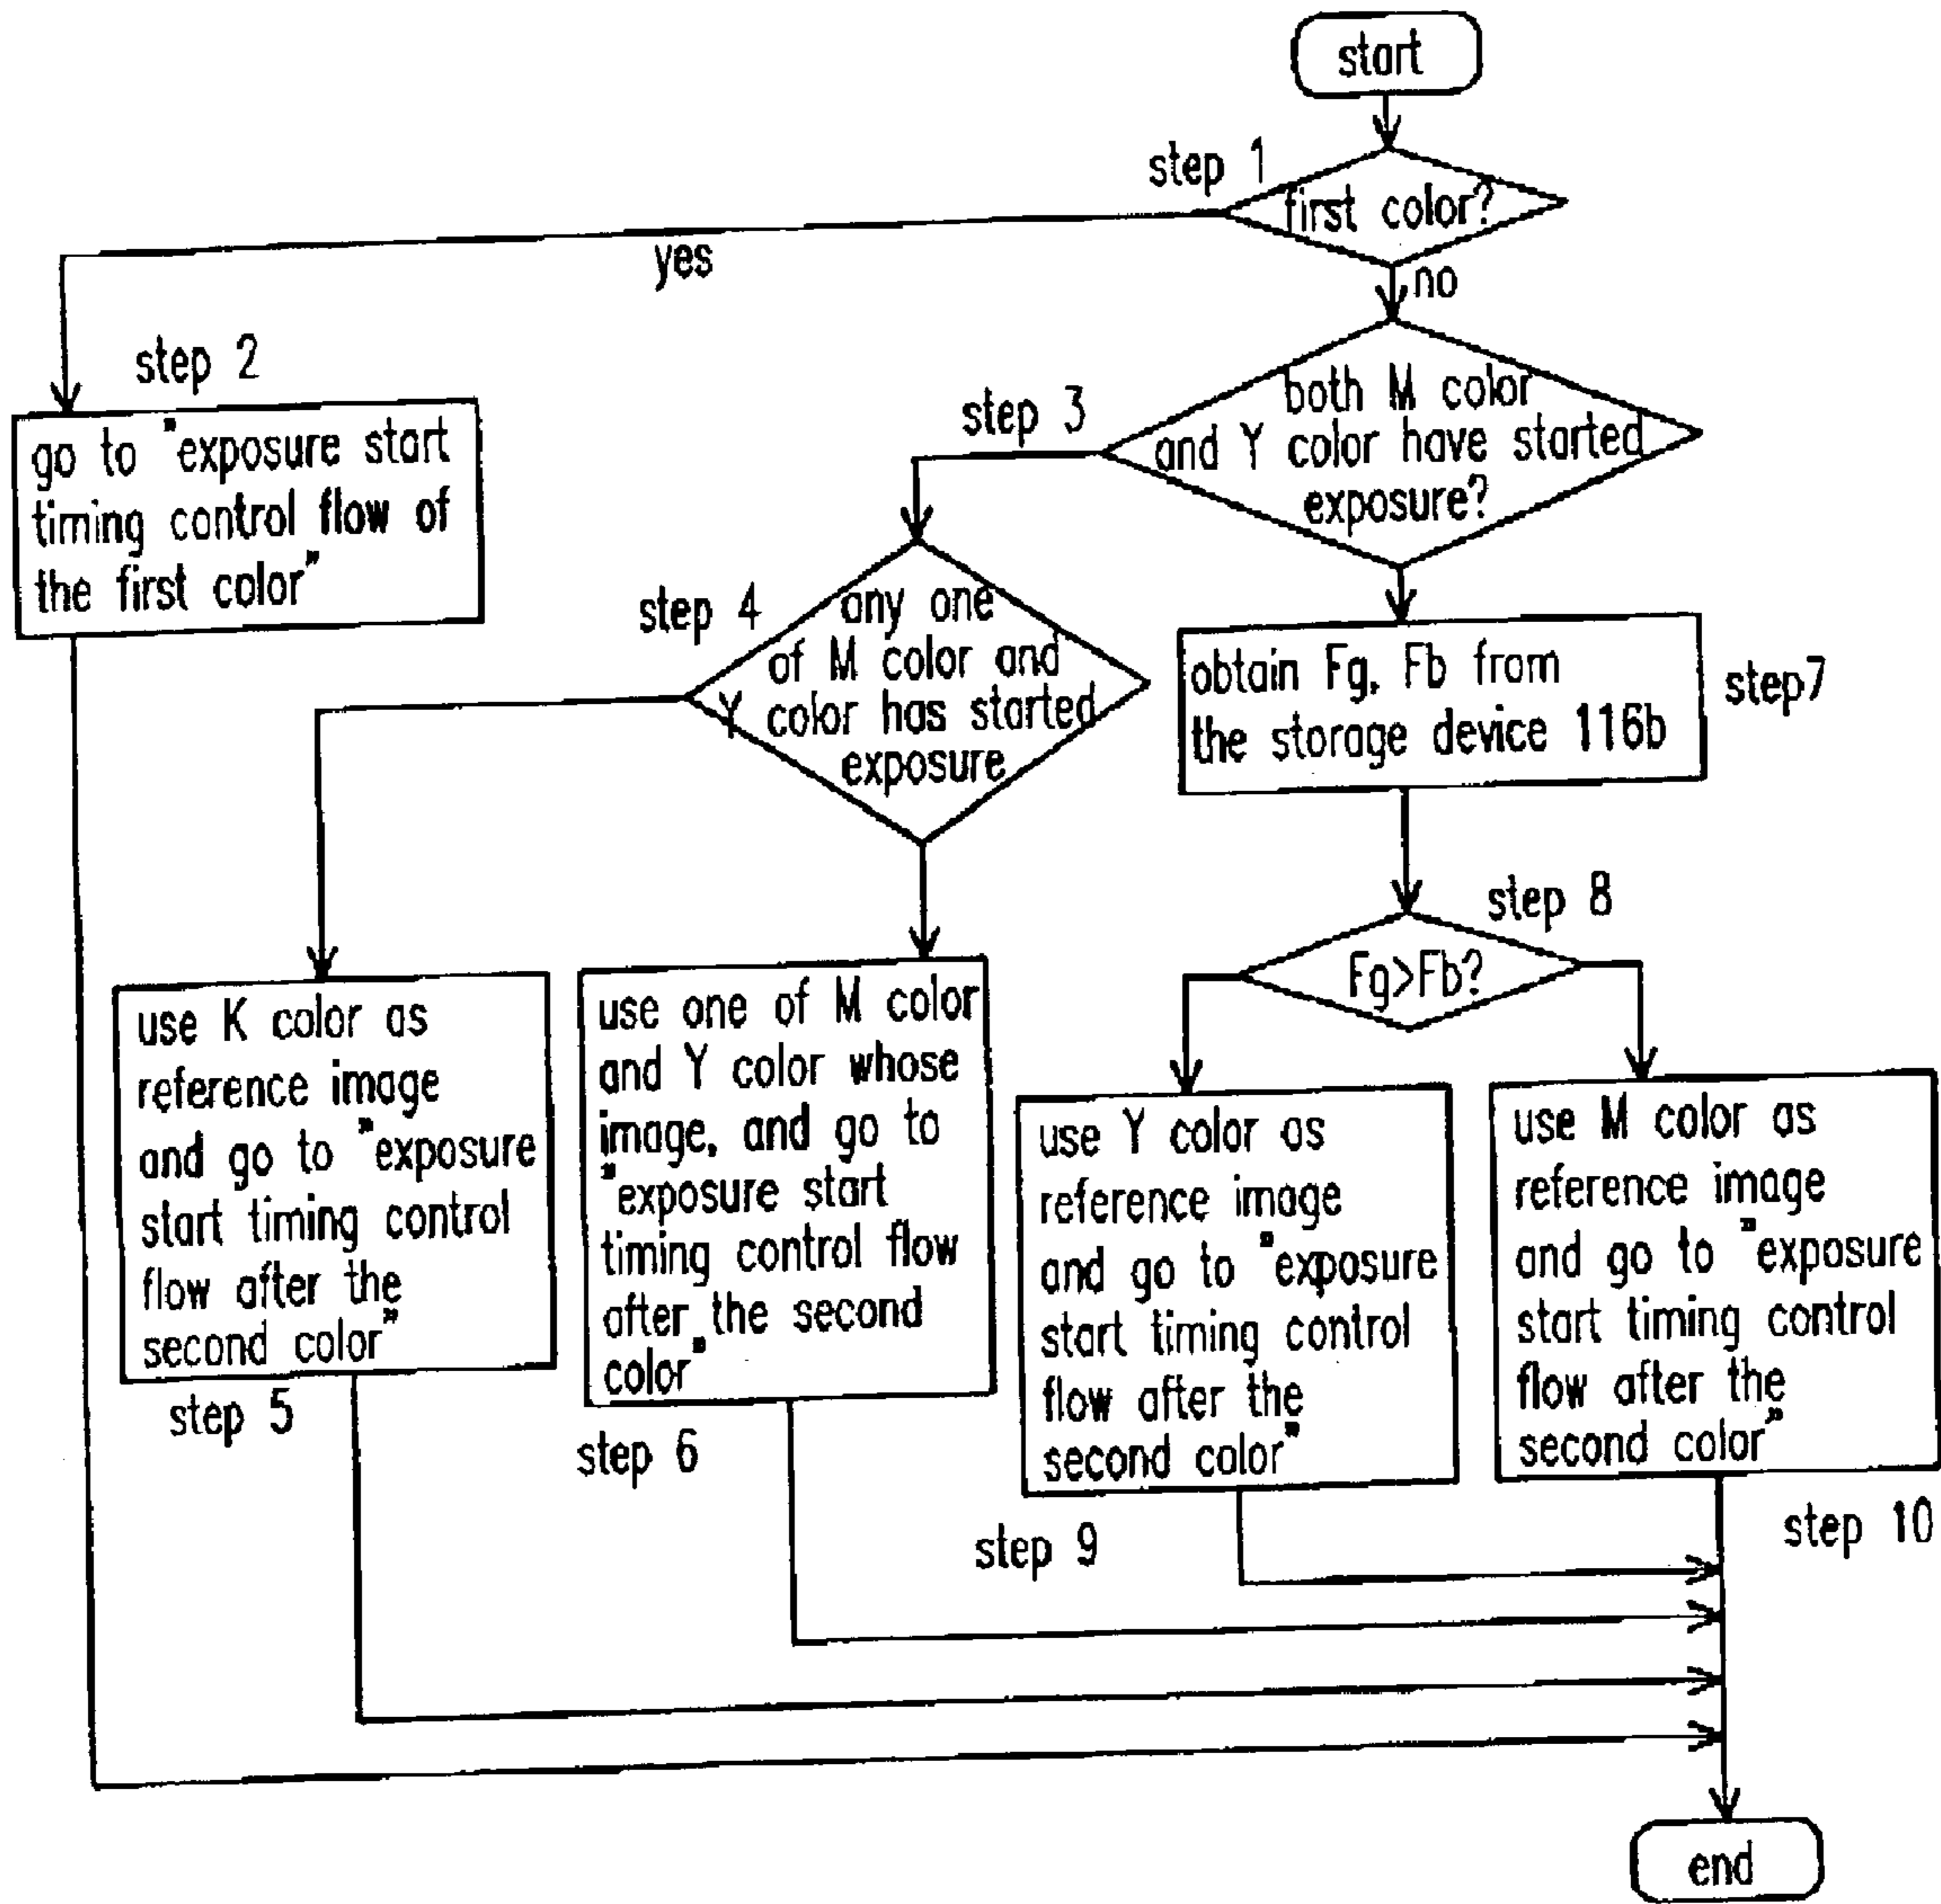 start
step 1
first color?
yes
no
step 2
go to "exposure start
timing control flow of
the first color"
step 3
both M color
and Y color have started
exposure?
step 4
any one
of M color and
Y color has started
exposure
obtain Fg, Fb from
the storage device 116b
step7
step 8
Fg>Fb?
use K color as
reference image
and go to "exposure
start timing control
flow after the
second color"
step 5
use one of M color
and Y color whose
image, and go to
"exposure start
timing control flow
after the second
color"
step 6
use Y color as
reference image
and go to "exposure
start timing control
flow after the
second color"
step 9
use M color as
reference image
and go to "exposure
start timing control
flow after the
second color"
step 10
end